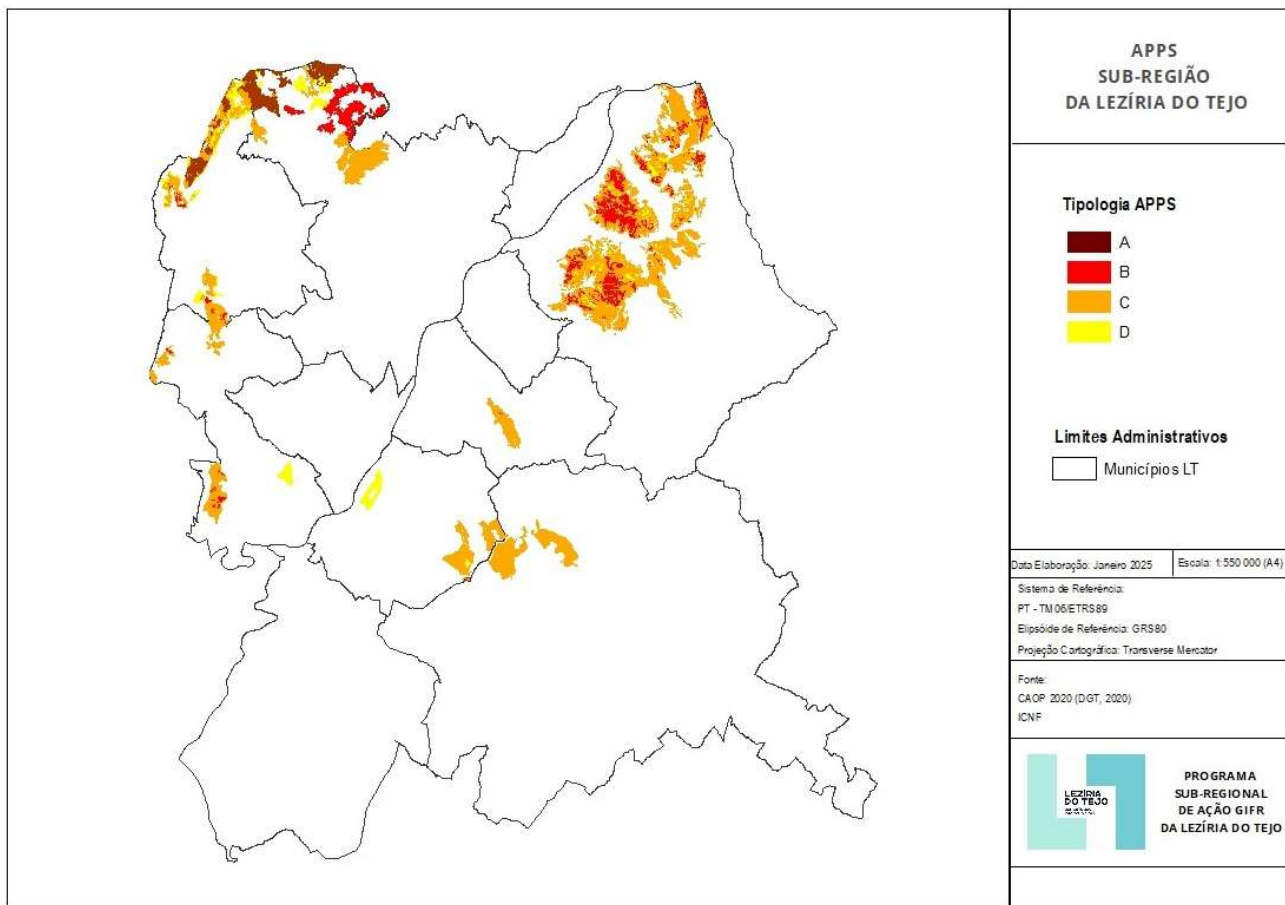 APPS
SUB-REGIÃO
DA LEZÍRIA DO TEJO
Tipologia APPS
A
B
C
D
Limites Administrativos
Municípios LT
Data Elaboração: Janeiro 2025
Escala: 1:550 000 (A4)
Sistema de Referência:
PT - TM06/ETRS89
Elipsóide de Referência: GRS80
Projeção Cartográfica: Transverse Mercator
Fonte:
CAOP 2020 (DGT, 2020)
ICNF
LEZÍRIA
DO TEJO
PROGRAMA
SUB-REGIONAL
DE AÇÃO GIFR
DA LEZÍRIA DO TEJO